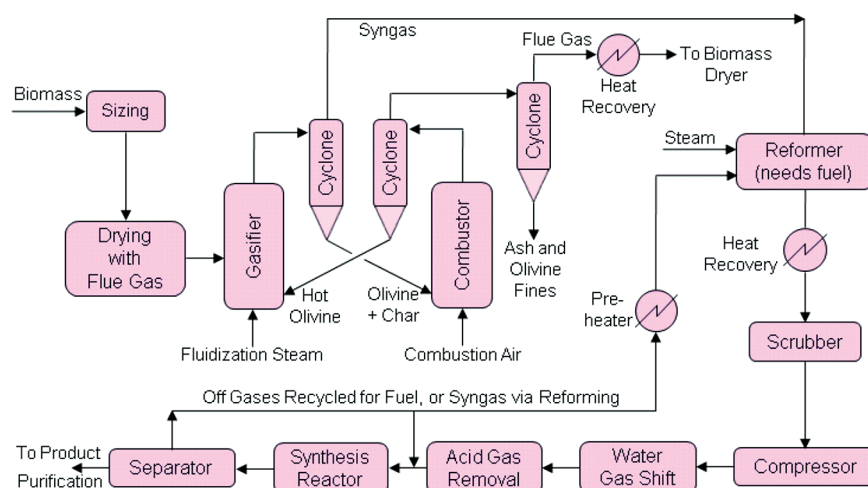 Syngas
Flue Gas
To Biomass
Dryer
Heat
Recovery
Biomass
Sizing
Cyclone
Cyclone
Cyclone
Steam
Reformer
(needs fuel)
Drying
with
Flue Gas
Gasifier
Combustor
Ash and
Olivine
Fines
Heat
Recovery
Hot
Olivine
Olivine
+ Char
Pre-
heater
Scrubber
Fluidization Steam
Combustion Air
Off Gases Recycled for Fuel, or Syngas via Reforming
To Product
Purification
Separator
Synthesis
Reactor
Acid Gas
Removal
Water
Gas Shift
Compressor